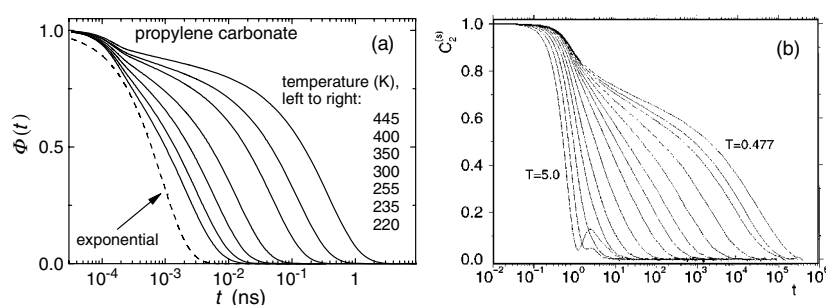 propylene carbonate
(a)
temperature (K),
left to right:
445
400
350
300
255
235
220
exponential
Φ(t)
1.0
0.5
0.0
10⁻⁴ 10⁻³ 10⁻² 10⁻¹ 1
t (ns)
(b)
C₂⁽ˢ⁾
1.0
0.8
0.6
0.4
0.2
0.0
T=0.477
T=5.0
10⁻² 10⁻¹ 10⁰ 10¹ 10² 10³ 10⁴ 10⁵ 10⁶
t